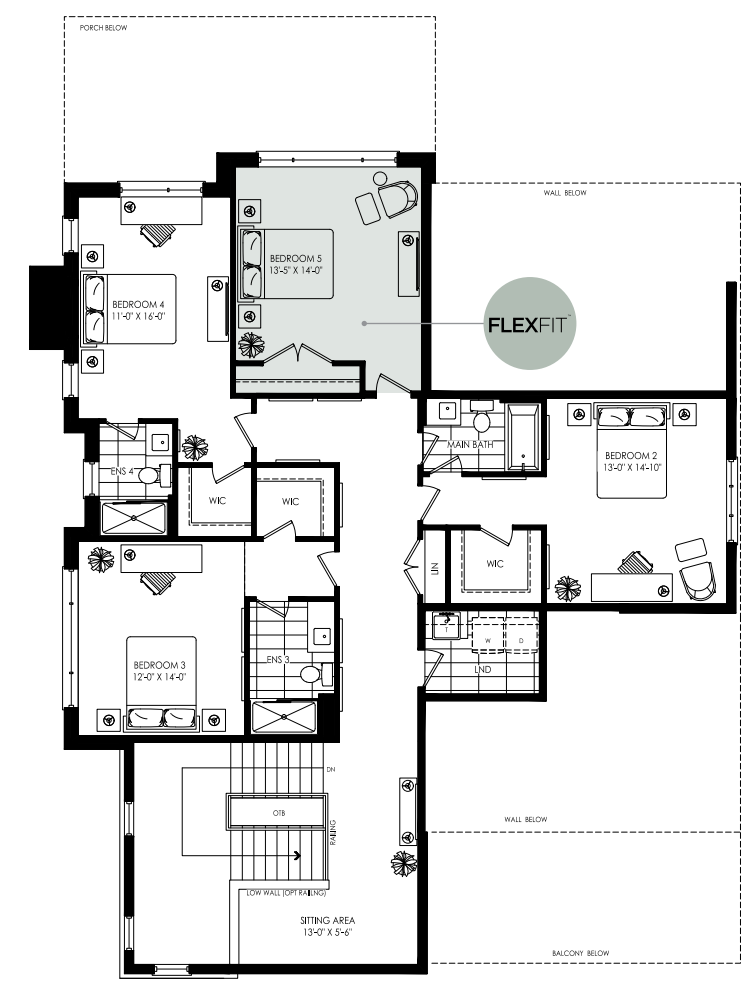 PORCH BELOW
WALL BELOW
BEDROOM 5
13'-5" X 14'-0"
BEDROOM 4
11'-0" X 16'-0"
FLEXFIT™
MAIN BATH
BEDROOM 2
13'-0" X 14'-10"
ENS 4
WIC
WIC
WIC
LIN
T
W
D
LND
ENS 3
BEDROOM 3
12'-0" X 14'-0"
DN
OTB
RAILING
LOW WALL (OPT RAILNG)
SITTING AREA
13'-0" X 5'-6"
WALL BELOW
BALCONY BELOW